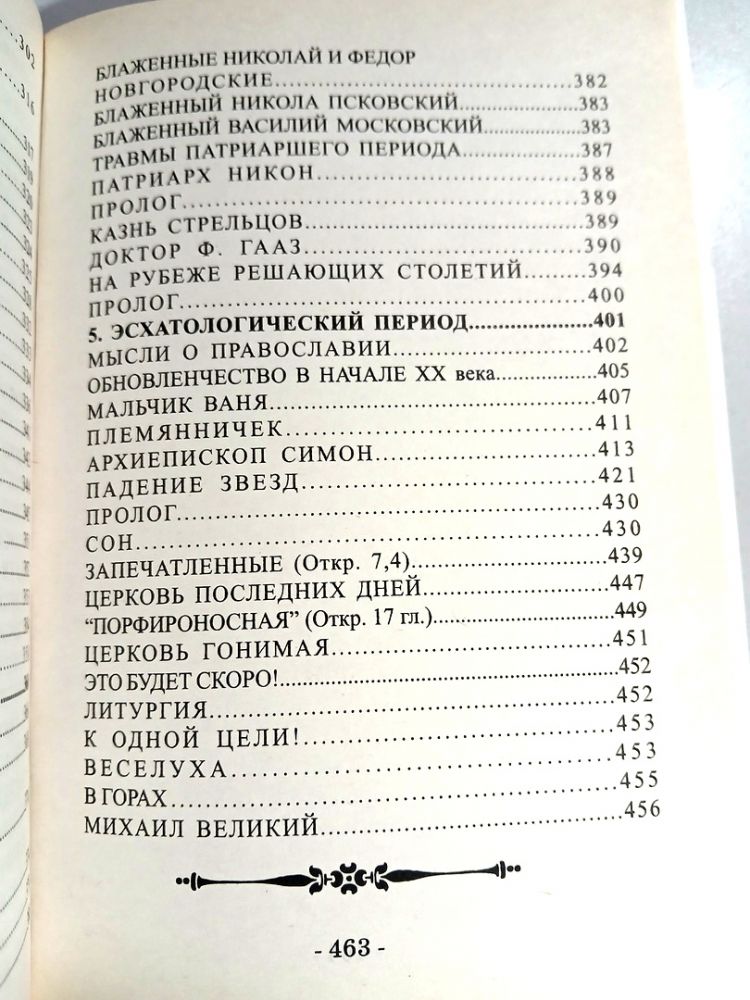 БЛАЖЕННЫЕ НИКОЛАЙ И ФЕДОР
НОВГОРОДСКИЕ.............................382
БЛАЖЕННЫЙ НИКОЛА ПСКОВСКИЙ...............383
БЛАЖЕННЫЙ ВАСИЛИЙ МОСКОВСКИЙ.............383
ТРАВМЫ ПАТРИАРШЕГО ПЕРИОДА...............387
ПАТРИАРХ НИКОН...........................388
ПРОЛОГ...................................389
КАЗНЬ СТРЕЛЬЦОВ..........................389
ДОКТОР Ф. ГААЗ...........................390
НА РУБЕЖЕ РЕШАЮЩИХ СТОЛЕТИЙ..............394
ПРОЛОГ...................................400
5. ЭСХАТОЛОГИЧЕСКИЙ ПЕРИОД...............401
МЫСЛИ О ПРАВОСЛАВИИ......................402
ОБНОВЛЕНЧЕСТВО В НАЧАЛЕ XX века..........405
МАЛЬЧИК ВАНЯ.............................407
ПЛЕМЯННИЧЕК..............................411
АРХИЕПИСКОП СИМОН........................413
ПАДЕНИЕ ЗВЕЗД............................421
ПРОЛОГ...................................430
СОН......................................430
ЗАПЕЧАТЛЕННЫЕ (Откр. 7,4)................439
ЦЕРКОВЬ ПОСЛЕДНИХ ДНЕЙ...................447
“ПОРФИРОНОСНАЯ” (Откр. 17 гл.)...........449
ЦЕРКОВЬ ГОНИМАЯ..........................451
ЭТО БУДЕТ СКОРО!.........................452
ЛИТУРГИЯ.................................452
К ОДНОЙ ЦЕЛИ!............................453
ВЕСЕЛУХА.................................453
В ГОРАХ..................................455
МИХАИЛ ВЕЛИКИЙ...........................456
- 463 -
302
316